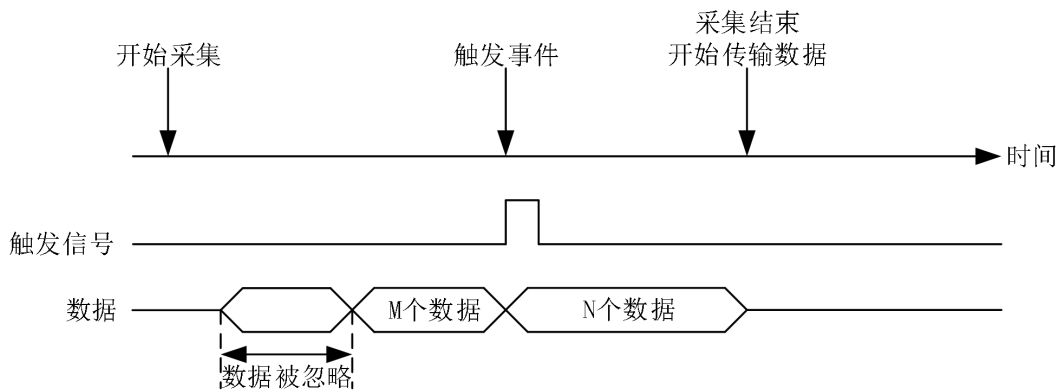 采集结束
开始采集
触发事件
开始传输数据
时间
触发信号
数据
M个数据
N个数据
数据被忽略